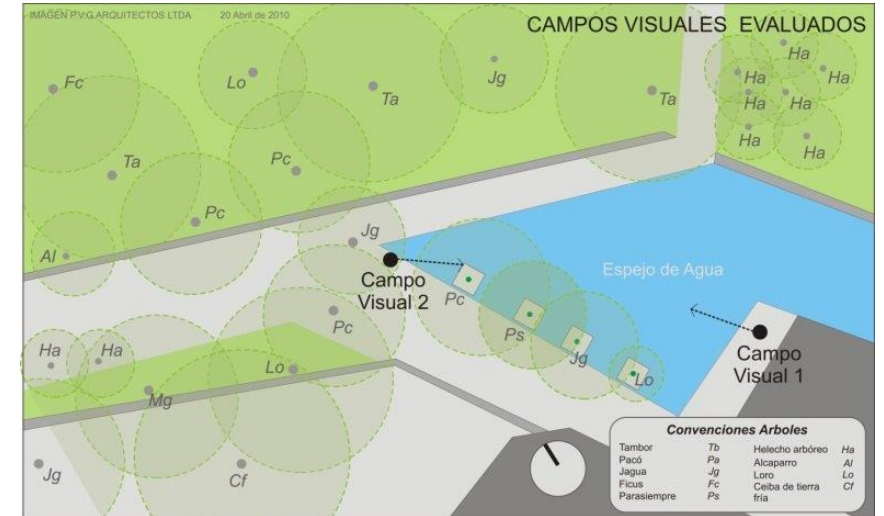 IMAGEN P.V.G.ARQUITECTOS LTDA 20 Abril de 2010
CAMPOS VISUALES EVALUADOS
Ha
Ha
Ha
Ha
Ha
Ha
Ha
Fc
Lo
Ta
Jg
Ta
Ta
Pc
Pc
Al
Jg
Campo
Visual 2
Espejo de Agua
Pc
Pc
Ps
Jg
Lo
Campo
Visual 1
Ha
Ha
Lo
Mg
Jg
Cf
Convenciones Arboles
Tambor Tb
Pacó Pa
Jagua Jg
Ficus Fc
Parasiempre Ps
Helecho arbóreo Ha
Alcaparro Al
Loro Lo
Ceiba de tierra Cf
fría